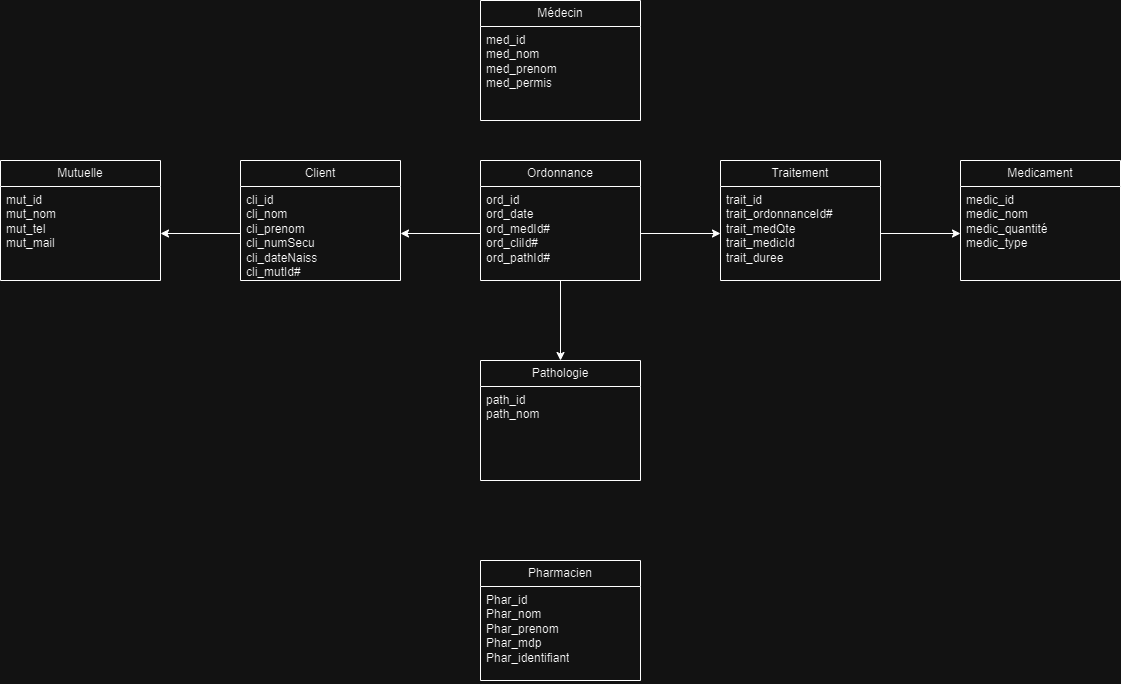 Médecin
med_id
med_nom
med_prenom
med_permis
Mutuelle
mut_id
mut_nom
mut_tel
mut_mail
Client
cli_id
cli_nom
cli_prenom
cli_numSecu
cli_dateNaiss
cli_mutId#
Ordonnance
ord_id
ord_date
ord_medId#
ord_cliId#
ord_pathId#
Traitement
trait_id
trait_ordonnanceId#
trait_medQte
trait_medicId
trait_duree
Medicament
medic_id
medic_nom
medic_quantité
medic_type
Pathologie
path_id
path_nom
Pharmacien
Phar_id
Phar_nom
Phar_prenom
Phar_mdp
Phar_identifiant